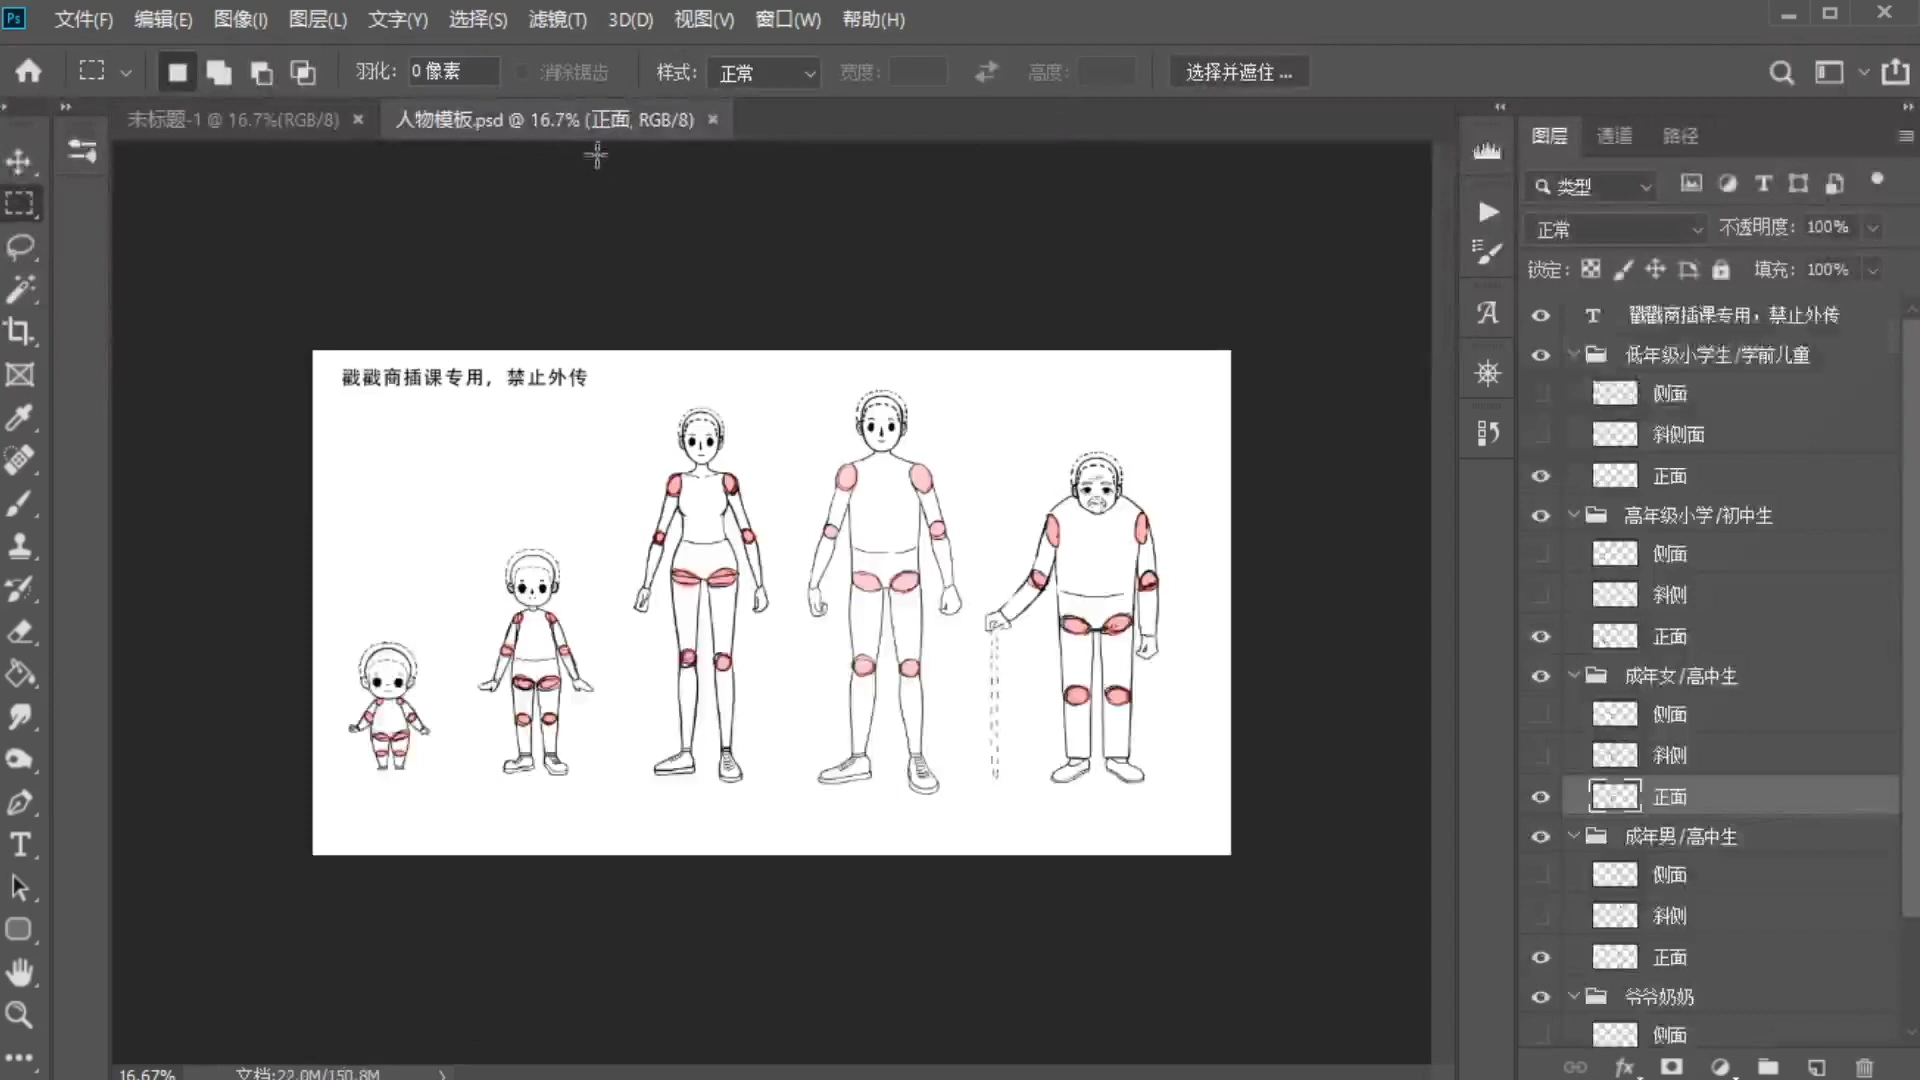 Ps 文件(F) 编辑(E) 图像(I) 图层(L) 文字(Y) 选择(S) 滤镜(T) 3D(D) 视图(V) 窗口(W) 帮助(H)
羽化: 0 像素 消除锯齿 样式: 正常 宽度: 高度: 选择并遮住 ...
未标题-1 @ 16.7%(RGB/8) × 人物模板.psd @ 16.7% (正面, RGB/8) ×
图层 通道 路径
类型
正常 不透明度: 100%
锁定: 填充: 100%
戳戳商插课专用，禁止外传
低年级小学生/学前儿童
侧面
斜侧面
正面
高年级小学/初中生
侧面
斜侧
正面
成年女/高中生
侧面
斜侧
正面
成年男/高中生
侧面
斜侧
正面
爷爷奶奶
侧面
戳戳商插课专用，禁止外传
16.67% 文档:22.0M/150.8M